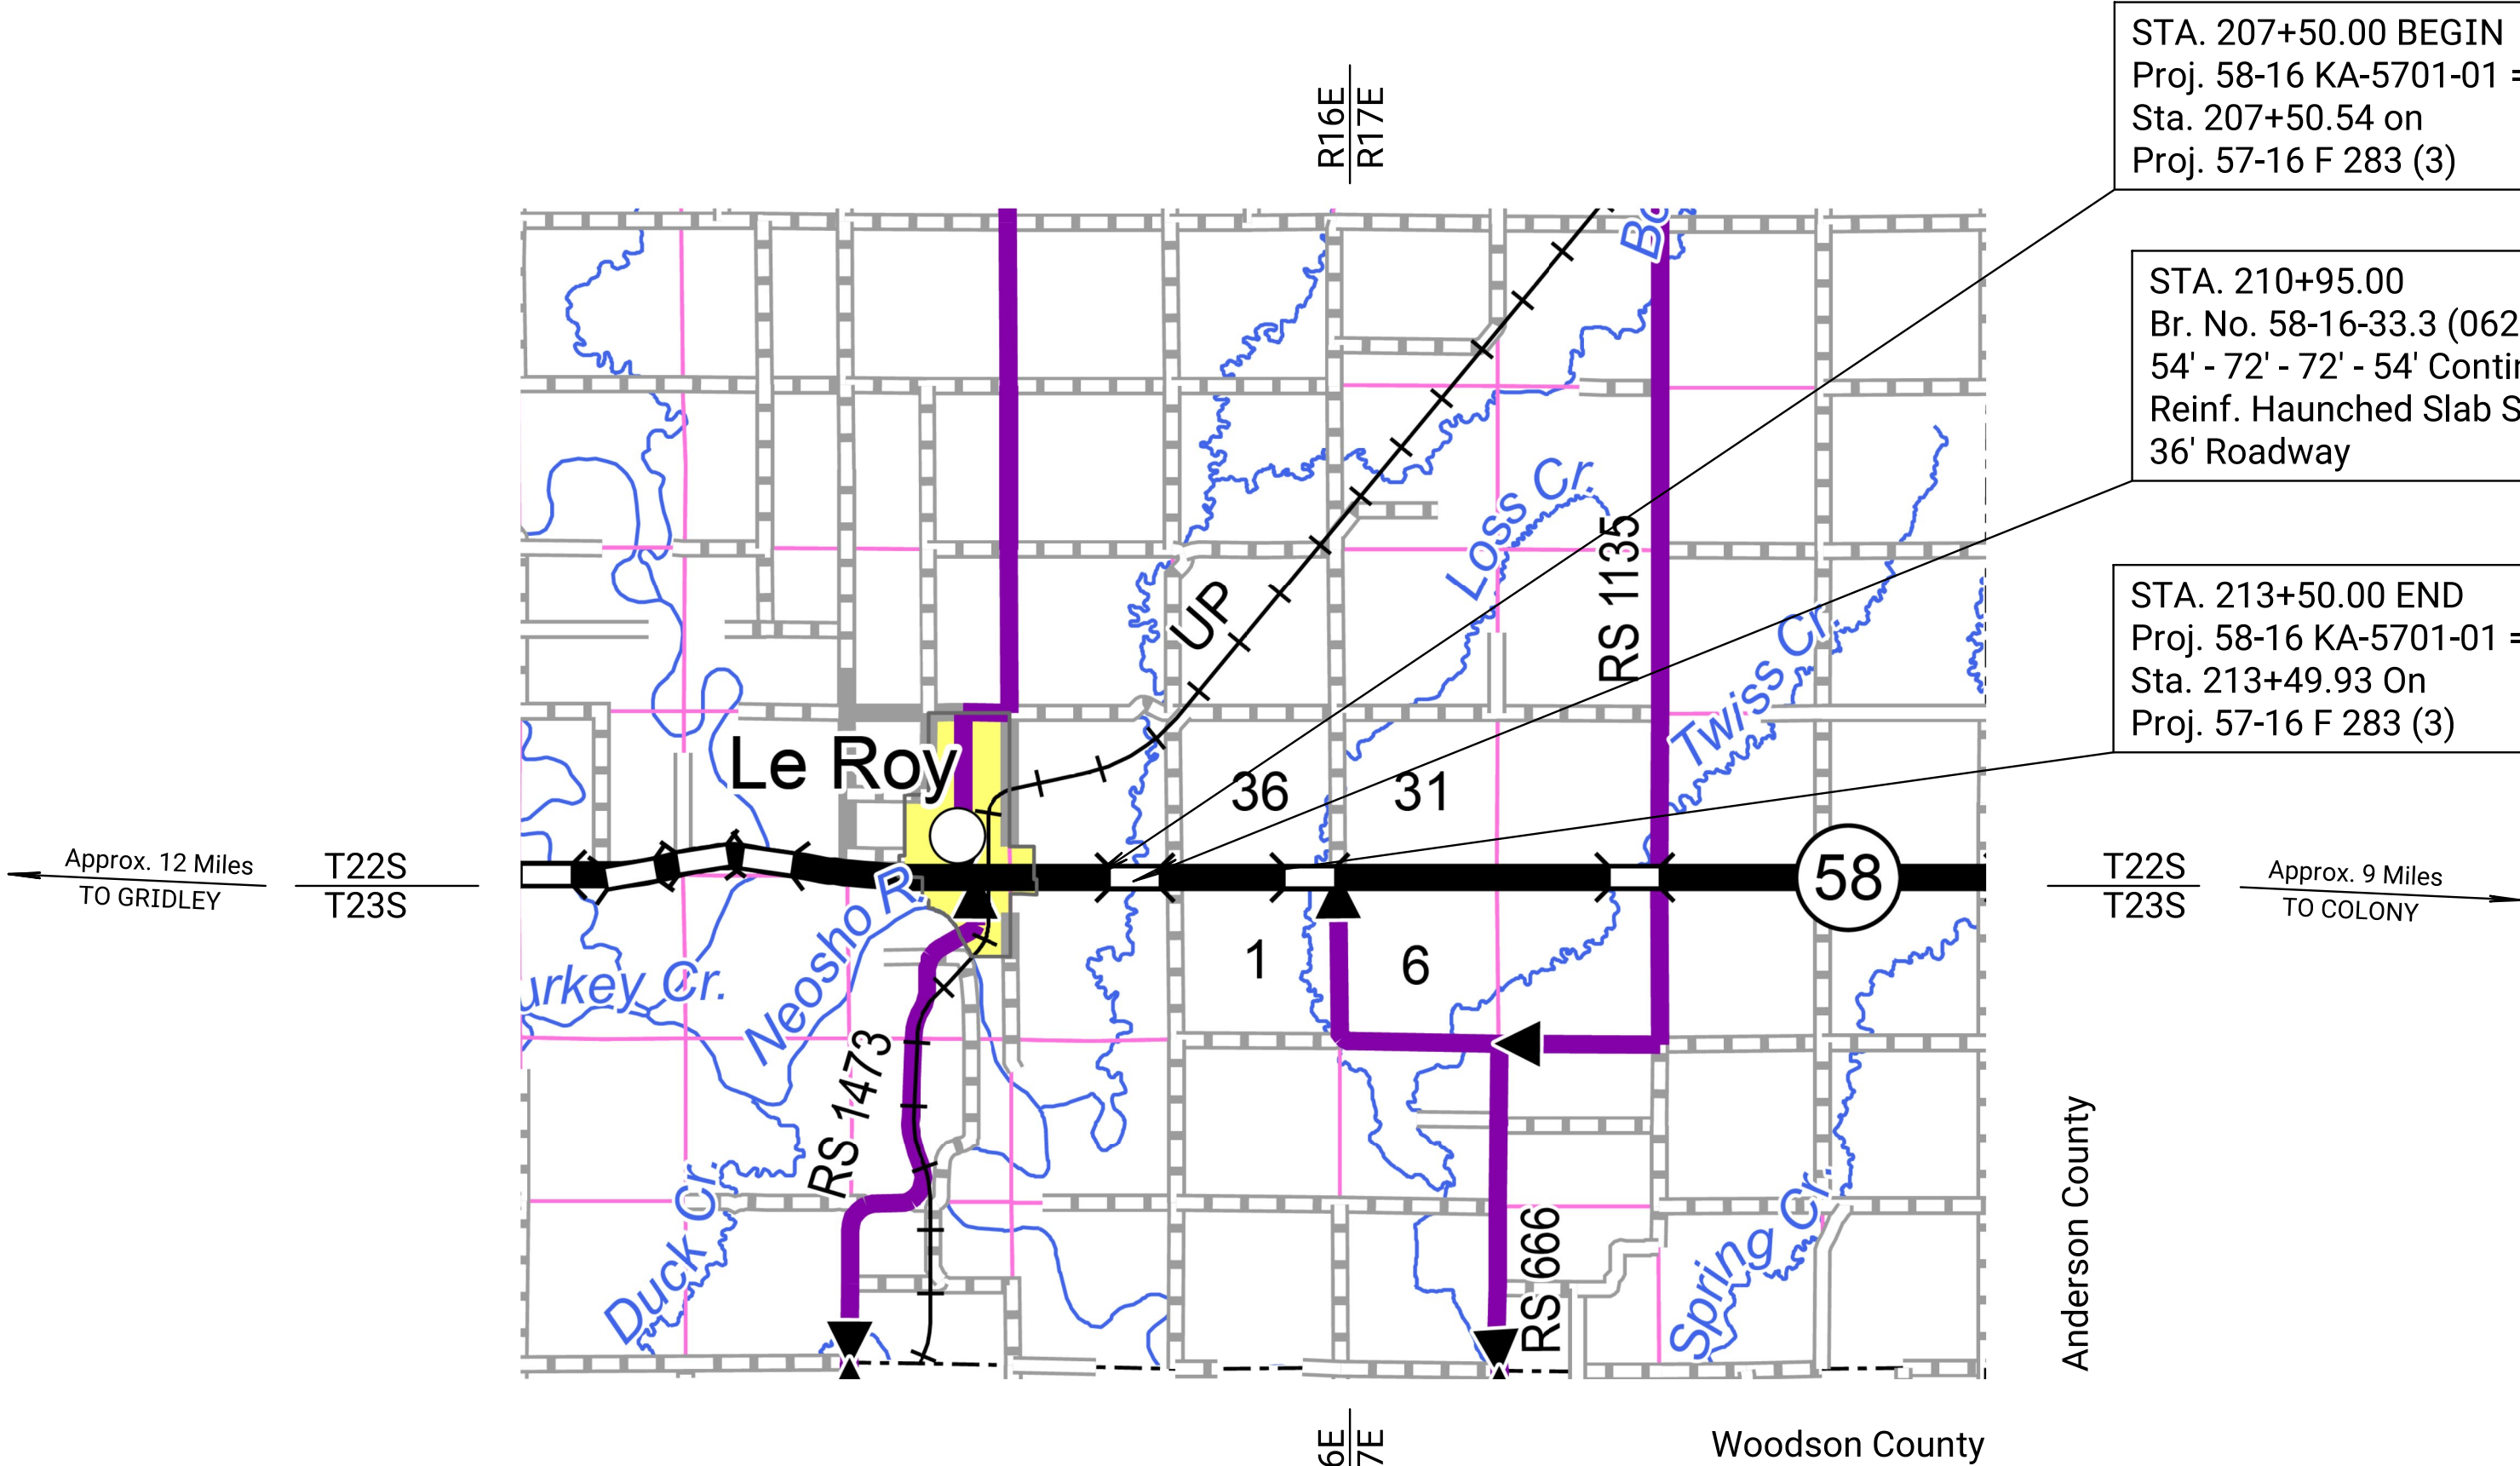 STA. 207+50.00 BEGIN
Proj. 58-16 KA-5701-01 =
Sta. 207+50.54 on
Proj. 57-16 F 283 (3)
R16E
R17E
STA. 210+95.00
Br. No. 58-16-33.3 (062
54' - 72' - 72' - 54'
Reinf. Haunched Slab
36' Roadway
Loss Cr.
RS 1135
UP
STA. 213+50.00 END
Proj. 58-16 KA-5701-01 =
Sta. 213+49.93 On
Proj. 57-16 F 283 (3)
Twiss Cr.
Le Roy
36
31
Approx. 12 Miles
TO GRIDLEY
T22S
T23S
58
T22S
T23S
Approx. 9 Miles
TO COLONY
Neosho R.
1
6
urkey Cr.
RS 1473
Duck Cr.
RS 666
Spring Cr.
Anderson County
Woodson County
6E
7E